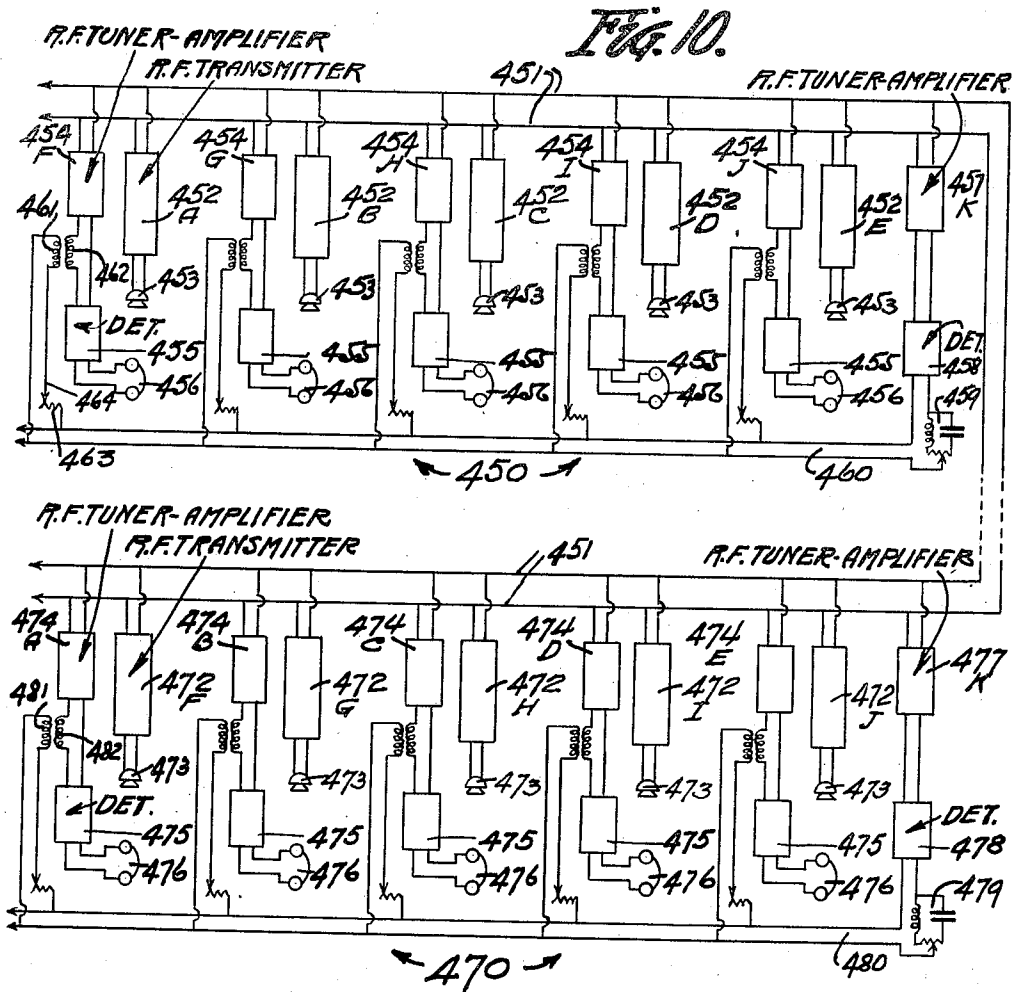 Fig. 10.
R.F. TUNER-AMPLIFIER
R.F. TRANSMITTER
451
R.F. TUNER-AMPLIFIER
454 F
454 G
454 H
454 I
454 J
457 K
452 A
452 B
452 C
452 D
452 E
461
462
453
453
453
453
453
DET.
DET.
455
455
455
455
455
458
456
456
456
456
456
459
464
463
450
460
R.F. TUNER-AMPLIFIER
R.F. TRANSMITTER
451
R.F. TUNER-AMPLIFIER
474 A
474 B
474 C
474 D
474 E
477 K
472 F
472 G
472 H
472 I
472 J
481
482
473
473
473
473
473
DET.
DET.
475
475
475
475
475
478
476
476
476
476
476
479
470
480